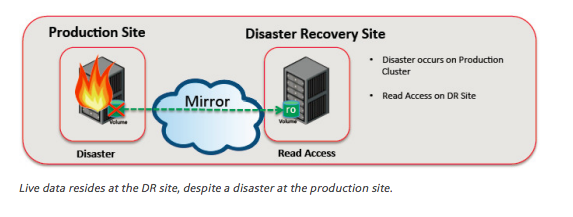 Production Site
Disaster Recovery Site
• Disaster occurs on Production
Cluster
• Read Access on DR Site
Mirror
Volume
ro
Volume
Disaster
Read Access
Live data resides at the DR site, despite a disaster at the production site.